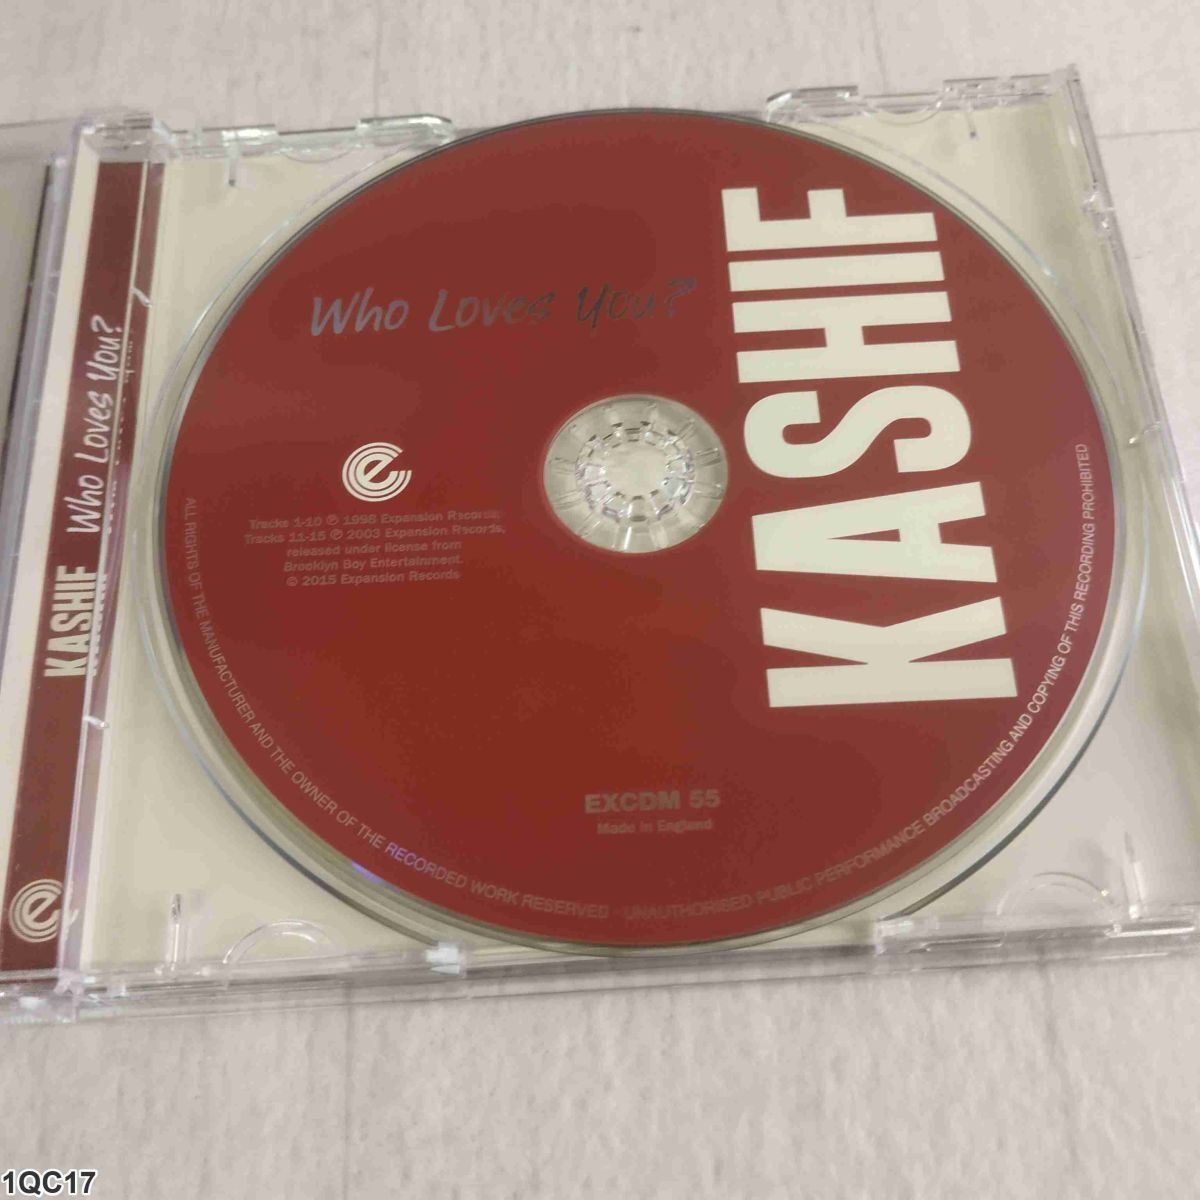 KASHIF Who Loves You?
e
Who Loves You?
KASHIF
e
Tracks 1-10 ℗ 1998 Expansion Records.
Tracks 11-15 ℗ 2003 Expansion Records,
released under license from
Brooklyn Boy Entertainment.
© 2015 Expansion Records
EXCDM 55
Made in England
ALL RIGHTS OF THE MANUFACTURER AND THE OWNER OF THE RECORDED WORK RESERVED · UNAUTHORISED PUBLIC PERFORMANCE BROADCASTING AND COPYING OF THIS RECORDING PROHIBITED
1QC17